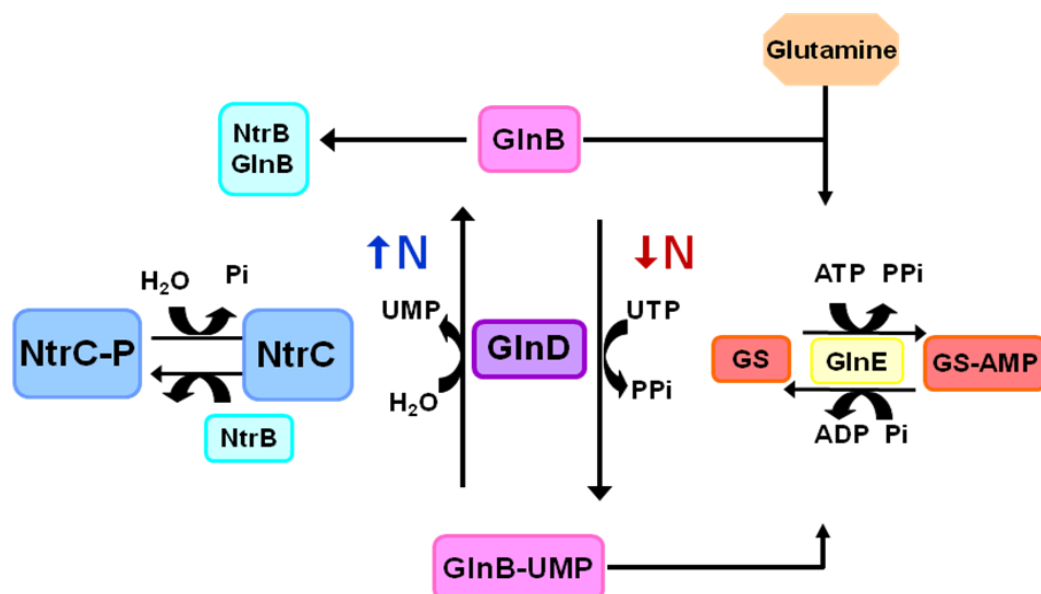 Glutamine
NtrB
GlnB
GlnB
↑N
↓N
H₂O
Pi
ATP PPi
UMP
UTP
NtrC-P
NtrC
GlnD
GS
GlnE
GS-AMP
H₂O
PPi
NtrB
ADP Pi
GlnB-UMP